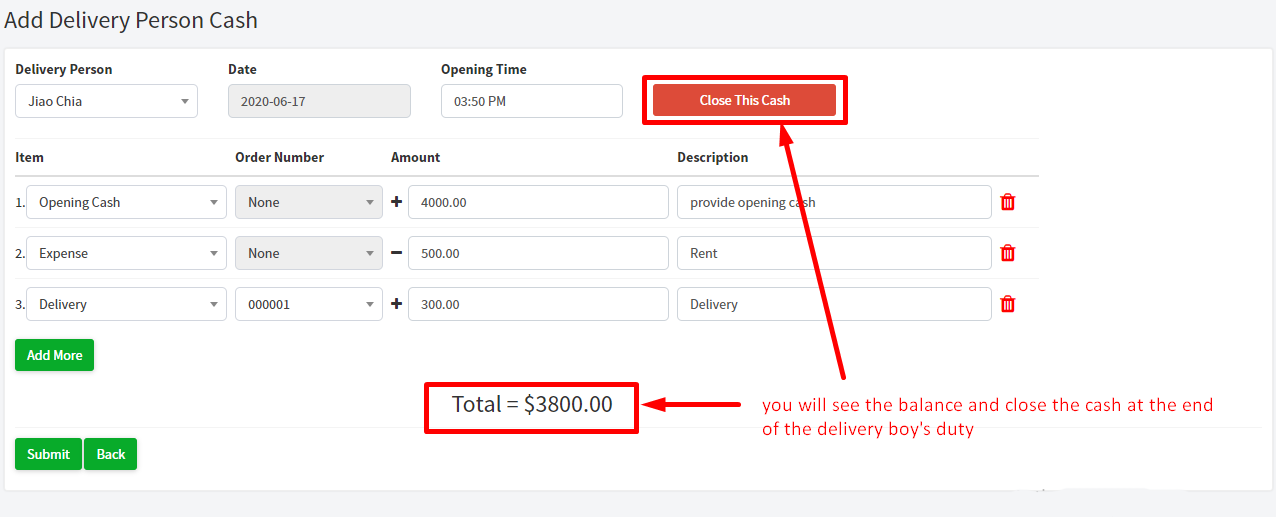 Add Delivery Person Cash
Delivery Person Date Opening Time
Jiao Chia 2020-06-17 03:50 PM Close This Cash
Item Order Number Amount Description
1. Opening Cash None + 4000.00 provide opening cash
2. Expense None − 500.00 Rent
3. Delivery 000001 + 300.00 Delivery
Add More
Total = $3800.00
you will see the balance and close the cash at the end
of the delivery boy's duty
Submit Back